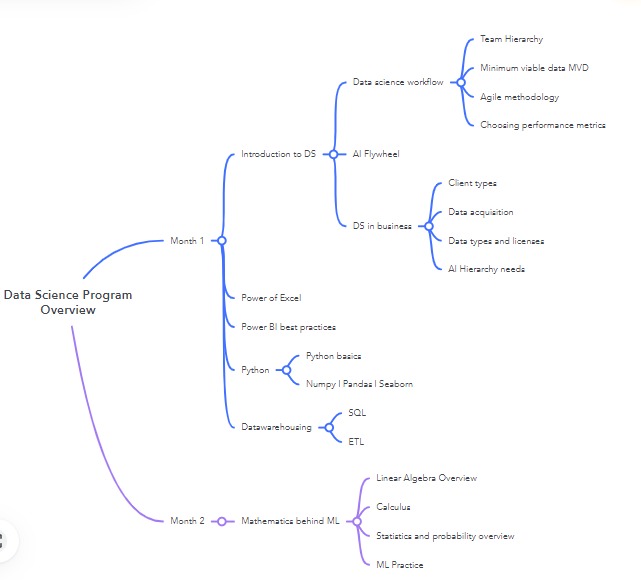 Data Science Program
Overview
Month 1
Introduction to DS
Data science workflow
Team Hierarchy
Minimum viable data MVD
Agile methodology
Choosing performance metrics
AI Flywheel
DS in business
Client types
Data acquisition
Data types and licenses
AI Hierarchy needs
Power of Excel
Power BI best practices
Python
Python basics
Numpy | Pandas | Seaborn
Datawarehousing
SQL
ETL
Month 2
Mathematics behind ML
Linear Algebra Overview
Calculus
Statistics and probability overview
ML Practice